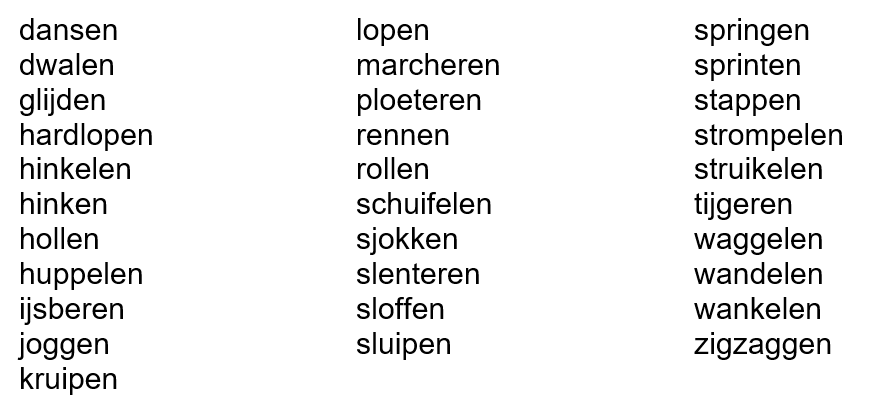 dansen
dwalen
glijden
hardlopen
hinkelen
hinken
hollen
huppelen
ijsberen
joggen
kruipen
lopen
marcheren
ploeteren
rennen
rollen
schuifelen
sjokken
slenteren
sloffen
sluipen
springen
sprinten
stappen
strompelen
struikelen
tijgeren
waggelen
wandelen
wankelen
zigzaggen